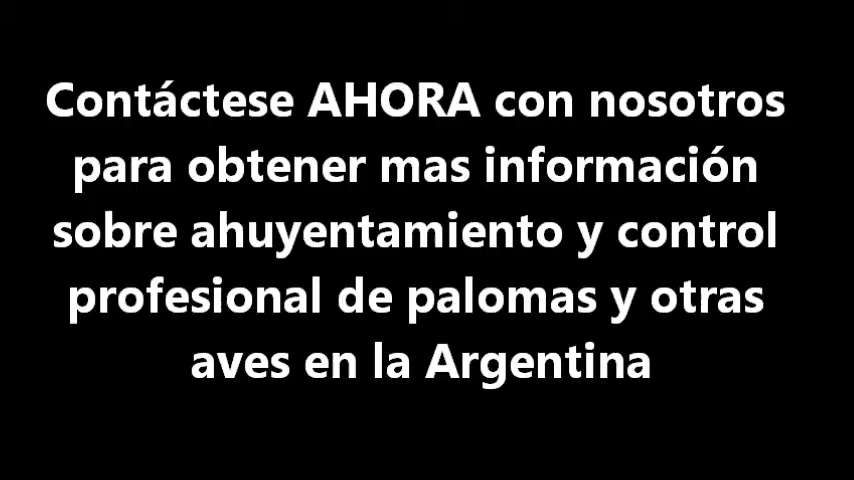 Contáctese AHORA con nosotros
para obtener mas información
sobre ahuyentamiento y control
profesional de palomas y otras
aves en la Argentina